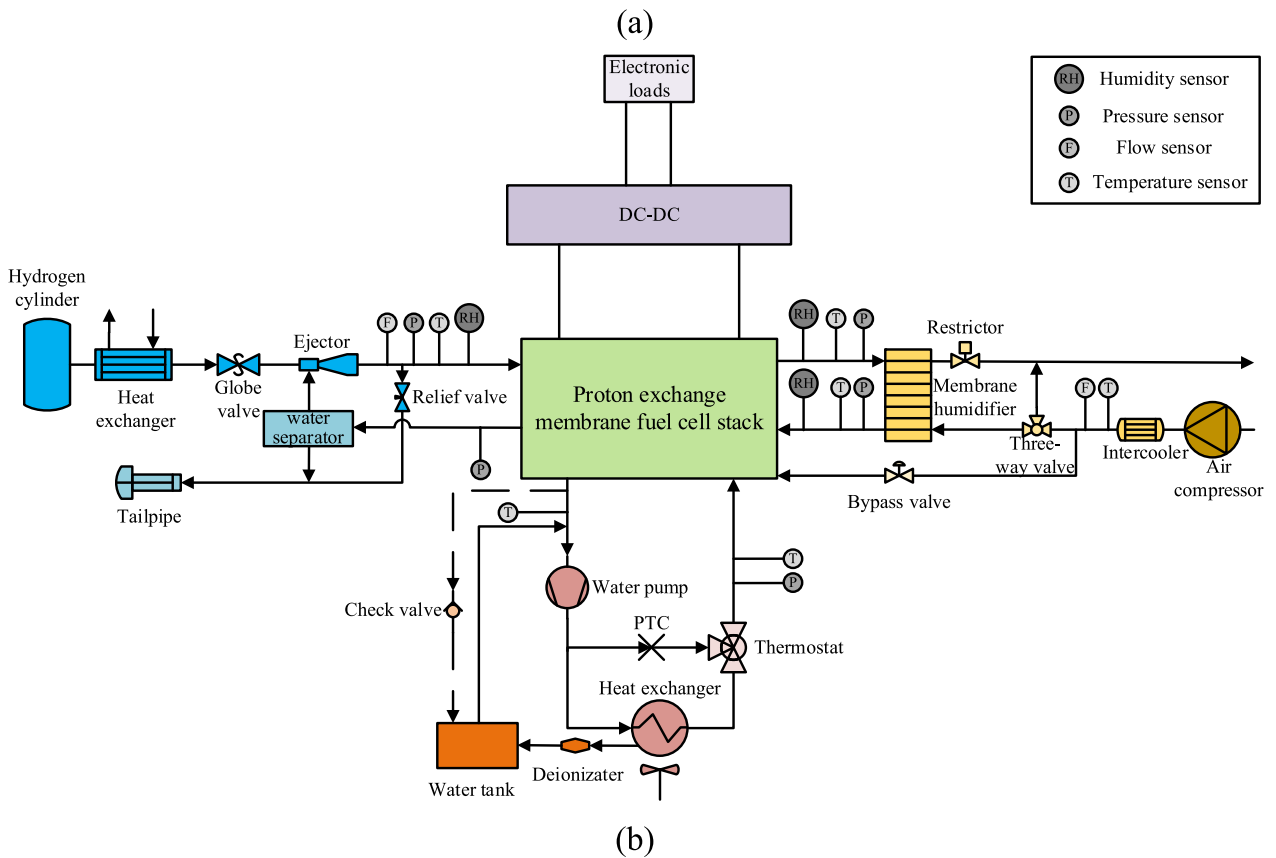 (a)
Electronic
loads
RH
Humidity sensor
P
Pressure sensor
F
Flow sensor
T
Temperature sensor
DC-DC
Hydrogen
cylinder
Heat
exchanger
Globe
valve
Ejector
F
P
T
RH
Relief valve
water
separator
Tailpipe
P
Proton exchange
membrane fuel cell stack
RH
T
P
RH
T
P
Restrictor
Membrane
humidifier
Three-
way valve
F
T
Intercooler
Air
compressor
Bypass valve
T
Water pump
Check valve
PTC
T
P
Thermostat
Heat exchanger
Deionizater
Water tank
(b)